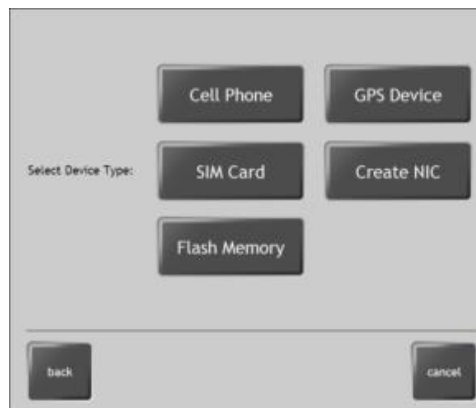 Cell Phone GPS Device
Select Device Type: SIM Card Create NIC
Flash Memory
back cancel